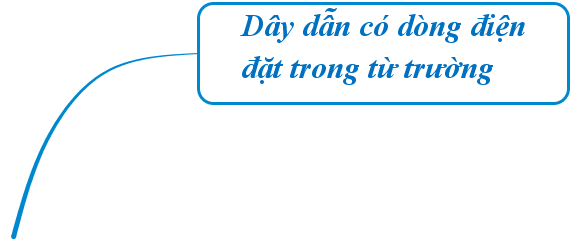 Dây dẫn có dòng điện
đặt trong từ trường